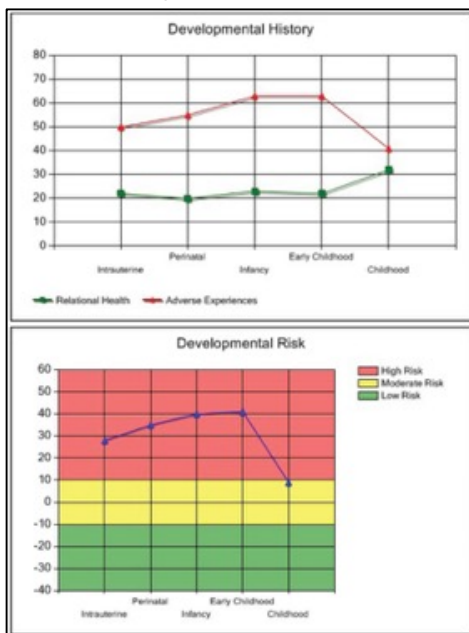 Developmental History
80
70
60
50
40
30
20
10
0
Perinatal
Early Childhood
Intrauterine
Infancy
Childhood
Relational Health
Adverse Experiences
Developmental Risk
60
50
40
30
20
10
0
-10
-20
-30
-40
High Risk
Moderate Risk
Low Risk
Perinatal
Early Childhood
Intrauterine
Infancy
Childhood